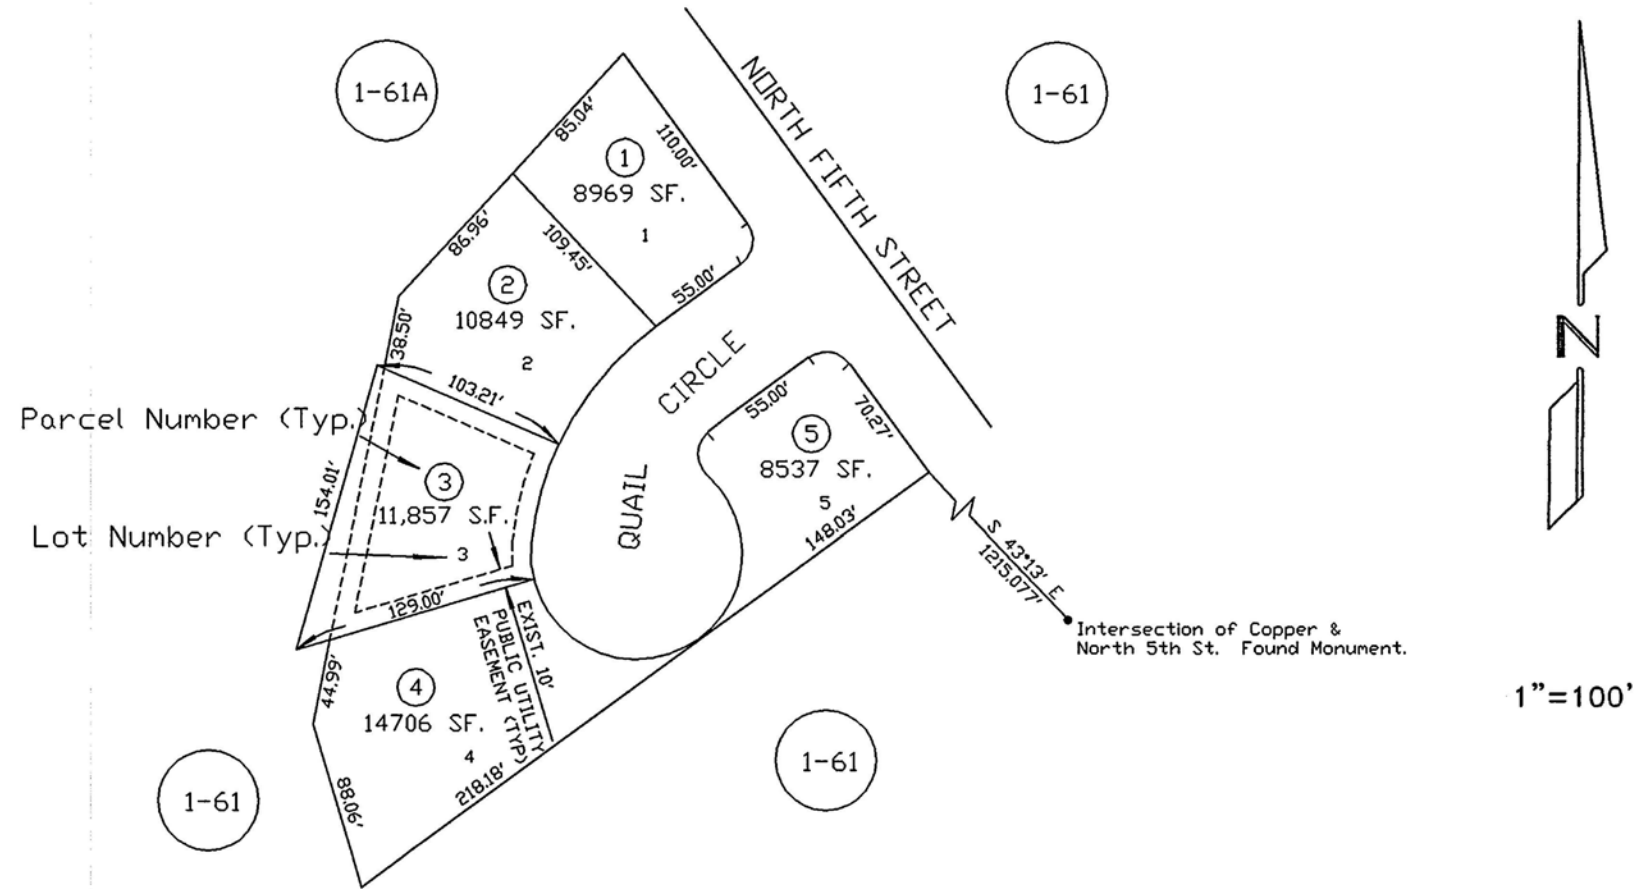 1-61A
1-61
NORTH FIFTH STREET
85.04'
110.00'
1
8969 SF.
1
86.96'
109.45'
55.00'
2
10849 SF.
2
38.50'
103.21'
CIRCLE
QUAIL
55.00'
70.27'
5
8537 SF.
5
148.03'
Parcel Number (Typ.)
154.01'
3
11,857 S.F.
Lot Number (Typ.)
3
129.00'
S 43°13' E
1215.077'
Intersection of Copper &
North 5th St. Found Monument.
EXIST. 10'
PUBLIC UTILITY
EASEMENT (TYP)
44.99'
4
14706 SF.
4
218.18'
88.06'
1-61
1-61
N
1"=100'